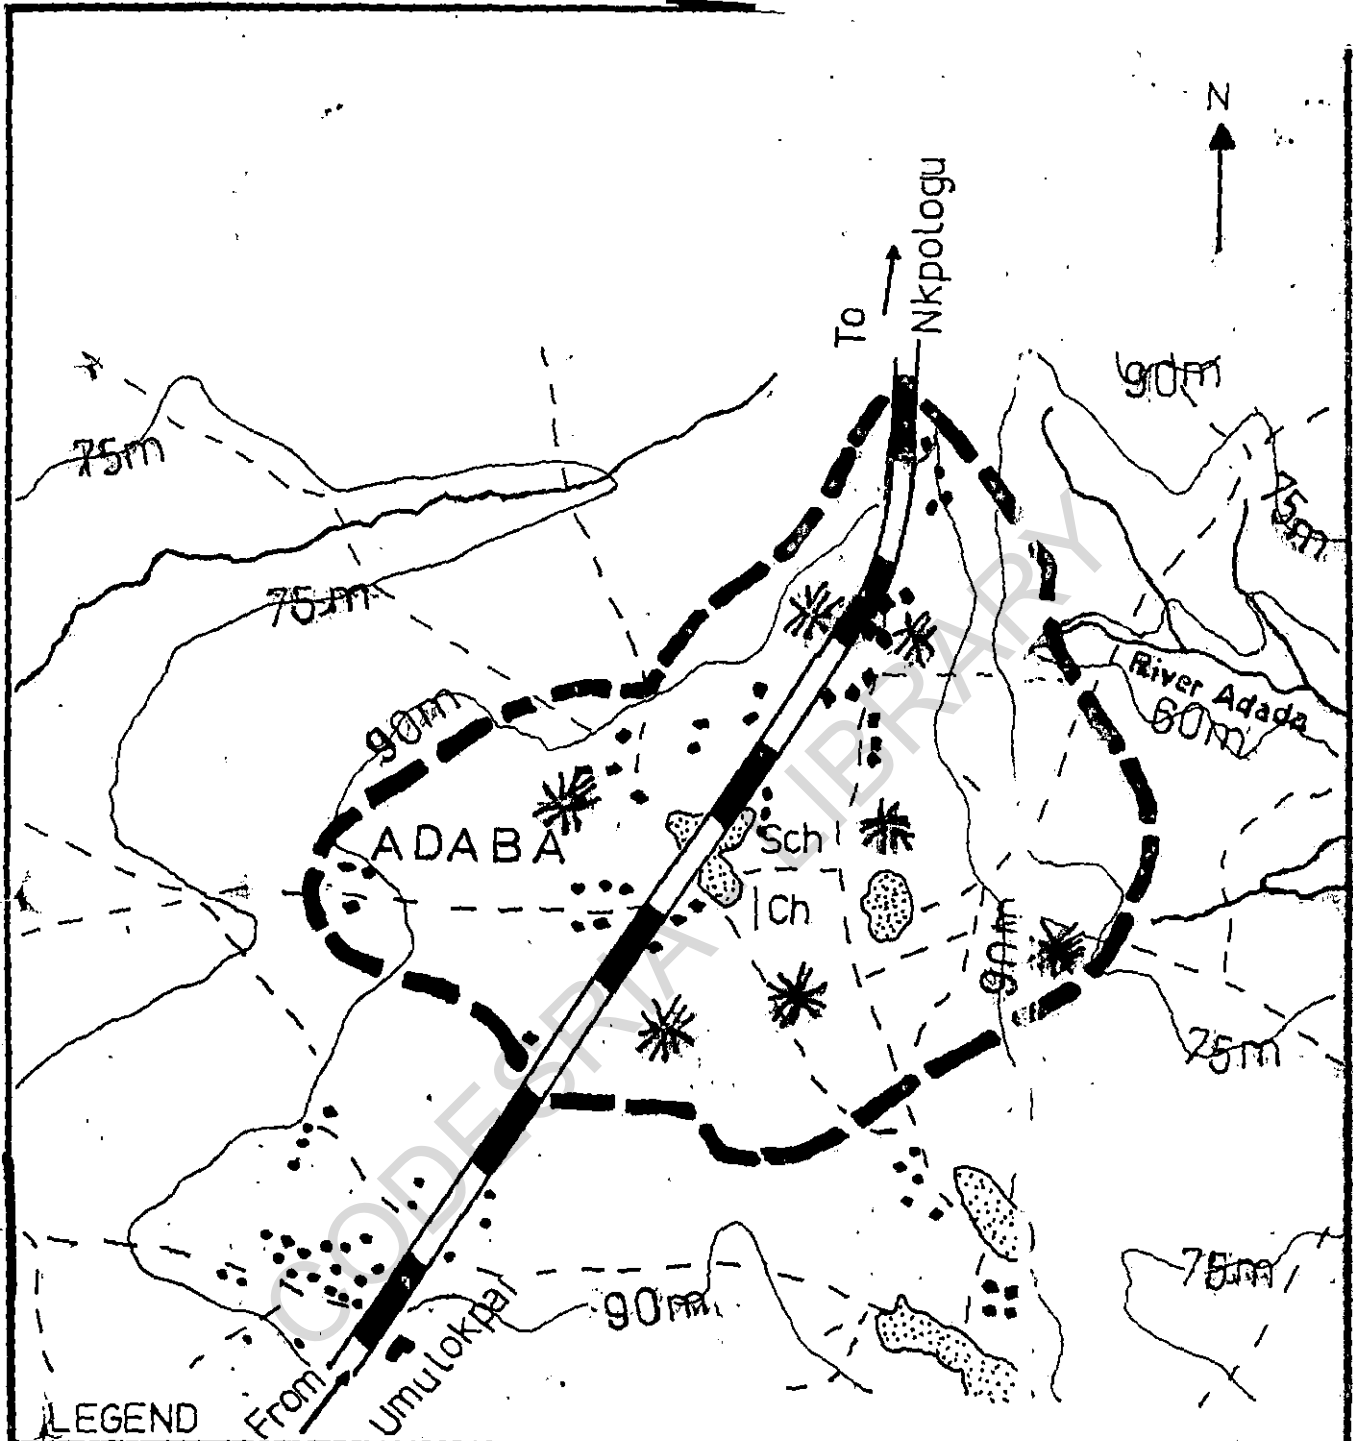 N
To
Nkpologu
90m
75m
75m
75m
River Adada
60m
90m
ADABA
Sch
Ch
90m
75m
75m
90m
From
Umulokpa
LEGEND
CODESRIA - LIBRARY